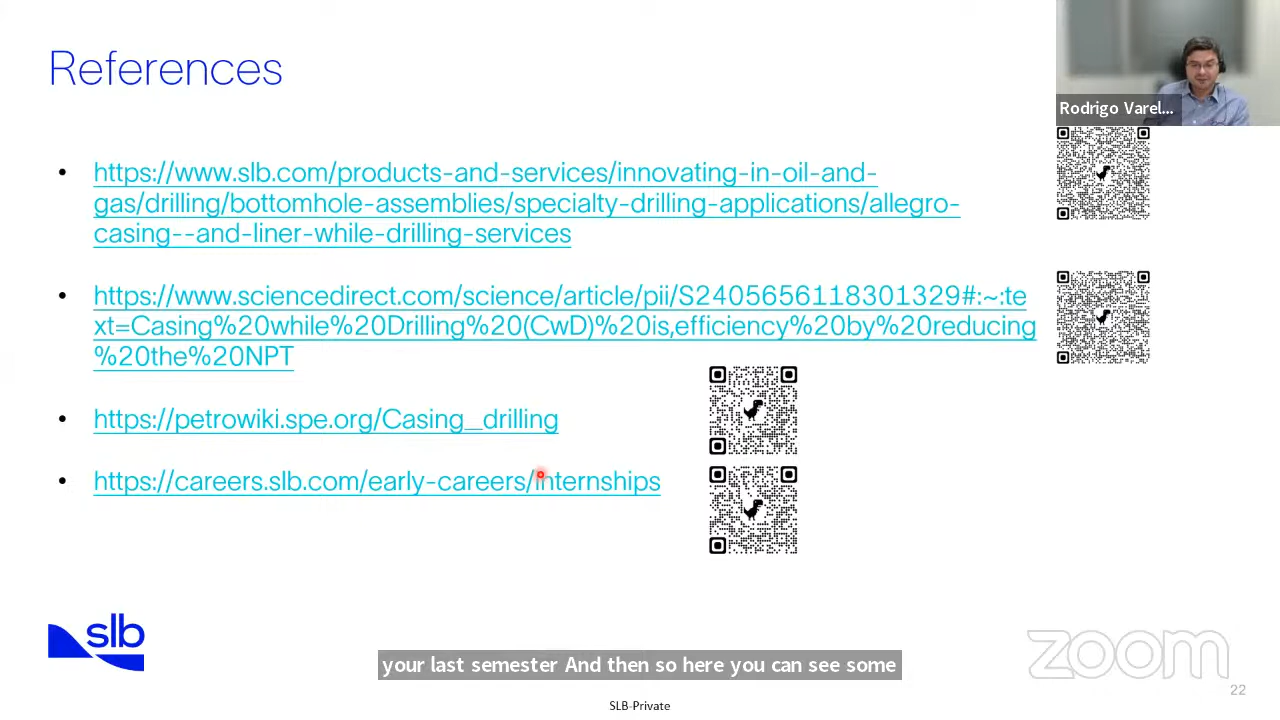 References
Rodrigo Varel...
• https://www.slb.com/products-and-services/innovating-in-oil-and-
gas/drilling/bottomhole-assemblies/specialty-drilling-applications/allegro-
casing--and-liner-while-drilling-services
• https://www.sciencedirect.com/science/article/pii/S2405656118301329#:~:te
xt=Casing%20while%20Drilling%20(CwD)%20is,efficiency%20by%20reducing
%20the%20NPT
• https://petrowiki.spe.org/Casing_drilling
• https://careers.slb.com/early-careers/internships
slb
your last semester And then so here you can see some
zoom
22
SLB-Private